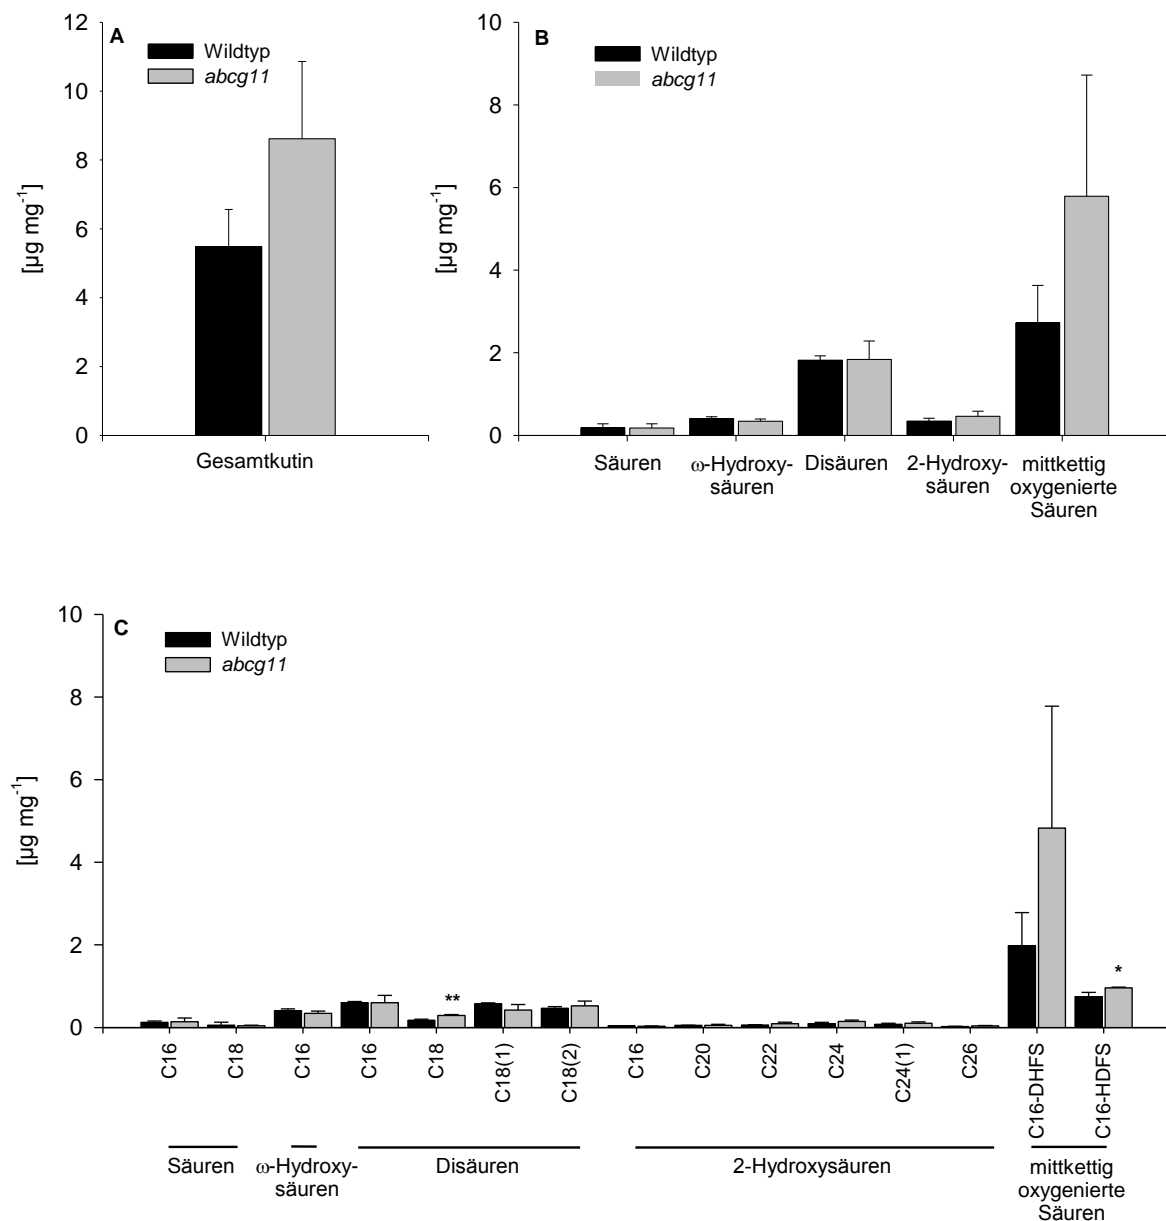 A
Wildtyp
abcg11
[µg mg-1]
12
10
8
6
4
2
0
Gesamtkutin
B
Wildtyp
abcg11
[µg mg-1]
10
8
6
4
2
0
Säuren
ω-Hydroxy-
säuren
Disäuren
2-Hydroxy-
säuren
mittkettig
oxygenierte
Säuren
C
Wildtyp
abcg11
[µg mg-1]
10
8
6
4
2
0
**
*
C16
C18
C16
C16
C18
C18(1)
C18(2)
C16
C20
C22
C24
C24(1)
C26
C16-DHFS
C16-HDFS
Säuren
ω-Hydroxy-
säuren
Disäuren
2-Hydroxysäuren
mittkettig
oxygenierte
Säuren